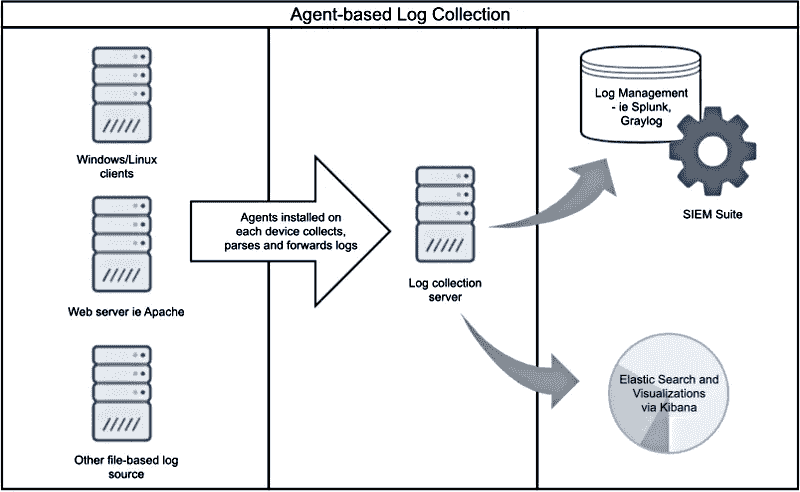 Agent-based Log Collection
Windows/Linux
clients
Web server ie Apache
Other file-based log
source
Agents installed on
each device collects,
parses and forwards logs
Log collection
server
Log Management
- ie Splunk,
Graylog
SIEM Suite
Elastic Search and
Visualizations
via Kibana